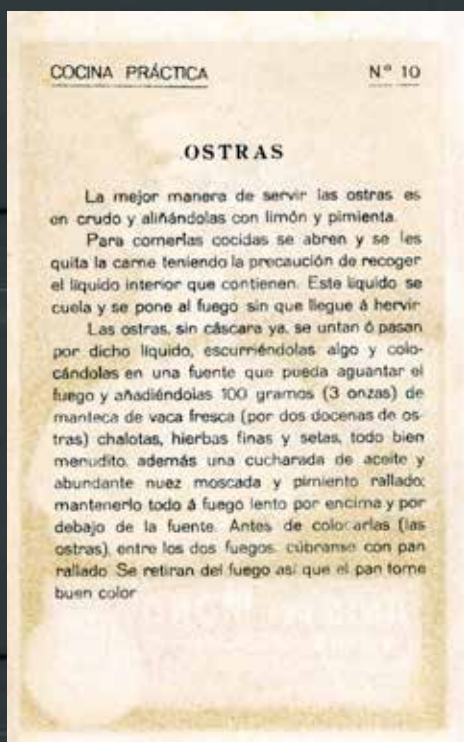 COCINA PRÁCTICA Nº 10
OSTRAS
La mejor manera de servir las ostras es
en crudo y aliñándolas con limón y pimienta.
Para comerlas cocidas se abren y se les
quita la carne teniendo la precaución de recoger
el líquido interior que contienen. Este líquido se
cuela y se pone al fuego sin que llegue á hervir
Las ostras, sin cáscara ya, se untan ó pasan
por dicho líquido, escurriéndolas algo y colo-
cándolas en una fuente que pueda aguantar el
fuego y añadiéndolas 100 gramos (3 onzas) de
manteca de vaca fresca (por dos docenas de os-
tras) chalotas, hierbas finas y setas, todo bien
menudito, además una cucharada de aceite y
abundante nuez moscada y pimiento rallado;
mantenerlo todo á fuego lento por encima y por
debajo de la fuente. Antes de colocarlas (las
ostras), entre los dos fuegos, cúbranse con pan
rallado. Se retiran del fuego así que el pan tome
buen color